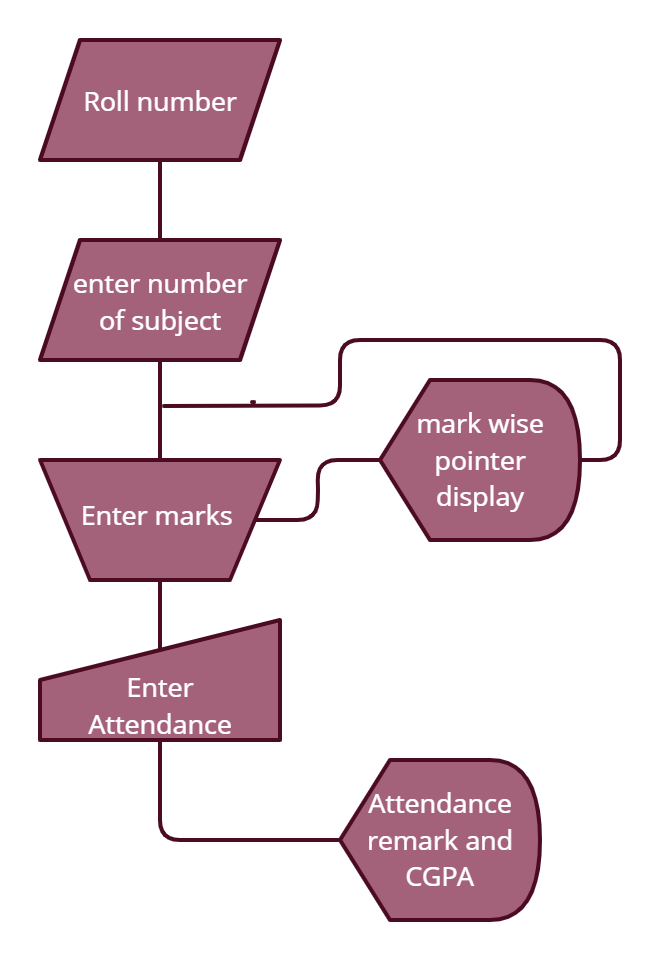 Roll number
enter number
of subject
mark wise
pointer
display
Enter marks
Enter
Attendance
Attendance
remark and
CGPA